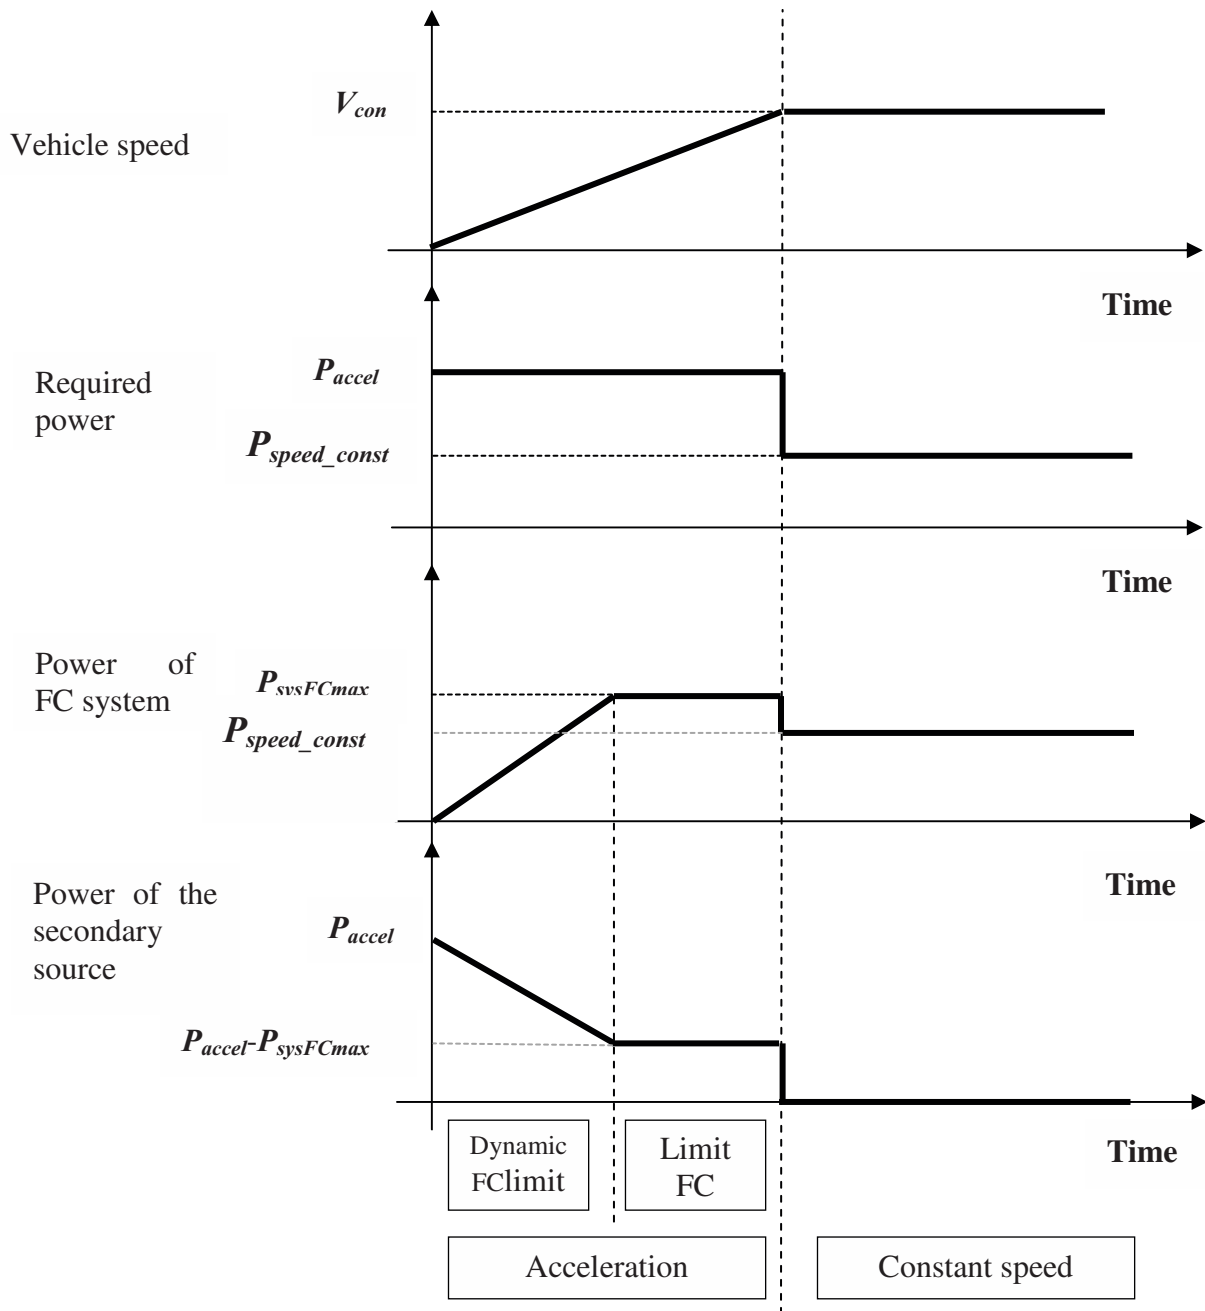 V_con
Vehicle speed
Time
P_accel
Required
power
P_speed_const
Time
Power of
FC system
P_sysFCmax
P_speed_const
Time
Power of the
secondary
source
P_accel
P_accel-P_sysFCmax
Time
Dynamic
FClimit
Limit
FC
Acceleration
Constant speed